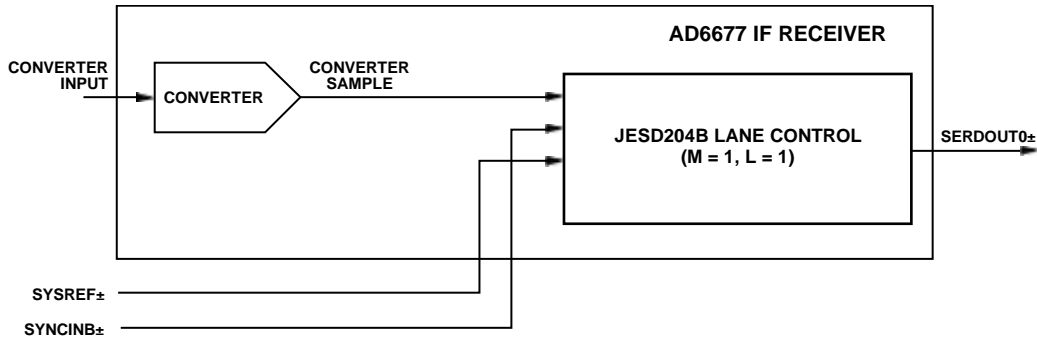 AD6677 IF RECEIVER
CONVERTER
INPUT
CONVERTER
CONVERTER
SAMPLE
JESD204B LANE CONTROL
(M = 1, L = 1)
SERDOUT0±
SYSREF±
SYNCINB±